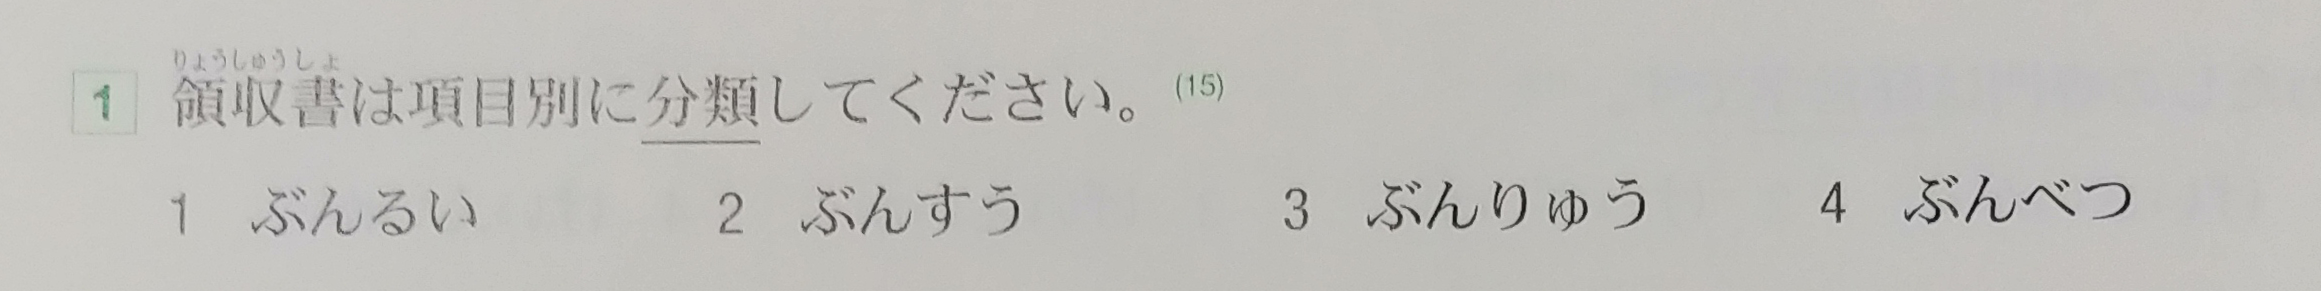 りょうしゅうしょ
1 領収書は項目別に分類してください。(15)
1 ぶんるい 2 ぶんすう 3 ぶんりゅう 4 ぶんべつ